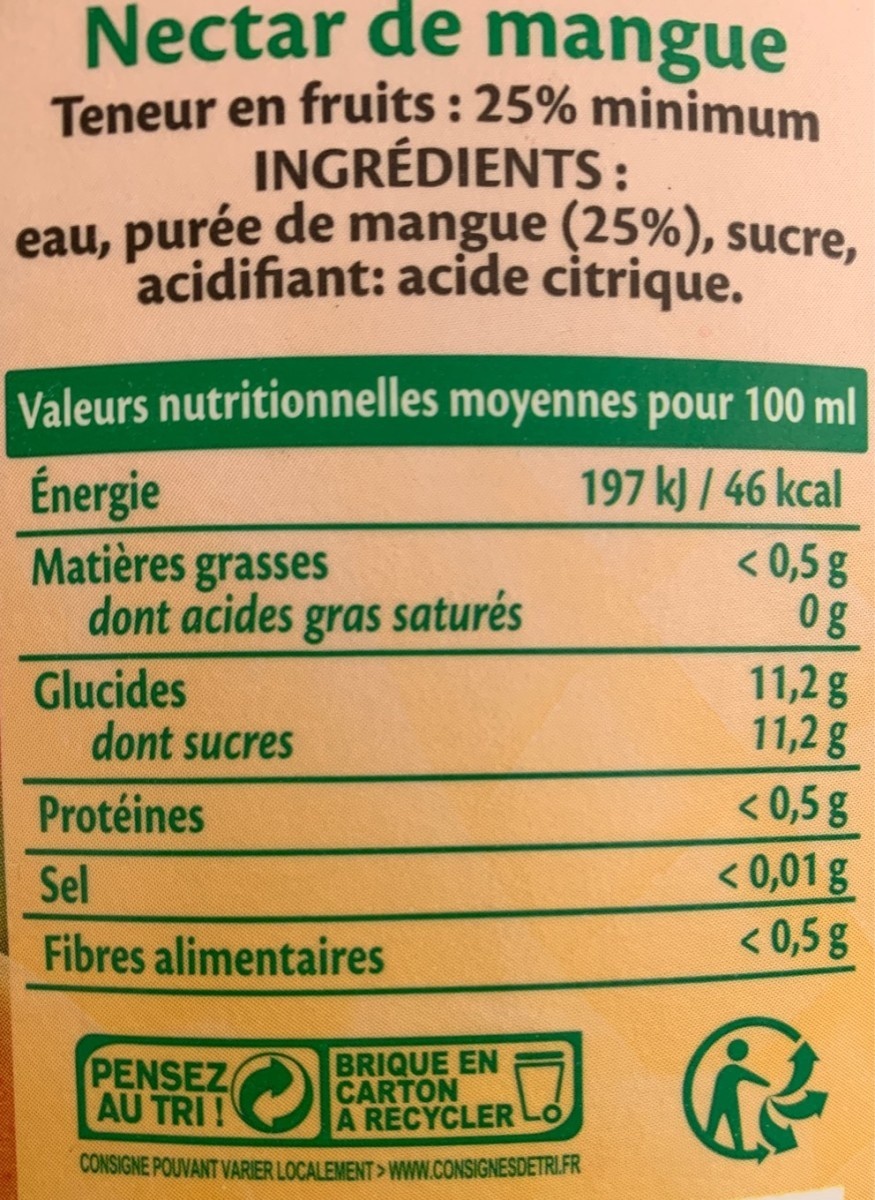 Nectar de mangue
Teneur en fruits : 25% minimum
INGRÉDIENTS :
eau, purée de mangue (25%), sucre,
acidifiant: acide citrique.
Valeurs nutritionnelles moyennes pour 100 ml
Énergie 197 kJ / 46 kcal
Matières grasses < 0,5 g
dont acides gras saturés 0 g
Glucides 11,2 g
dont sucres 11,2 g
Protéines < 0,5 g
Sel < 0,01 g
Fibres alimentaires < 0,5 g
PENSEZ
AU TRI !
BRIQUE EN
CARTON
À RECYCLER
CONSIGNE POUVANT VARIER LOCALEMENT > WWW.CONSIGNESDETRI.FR